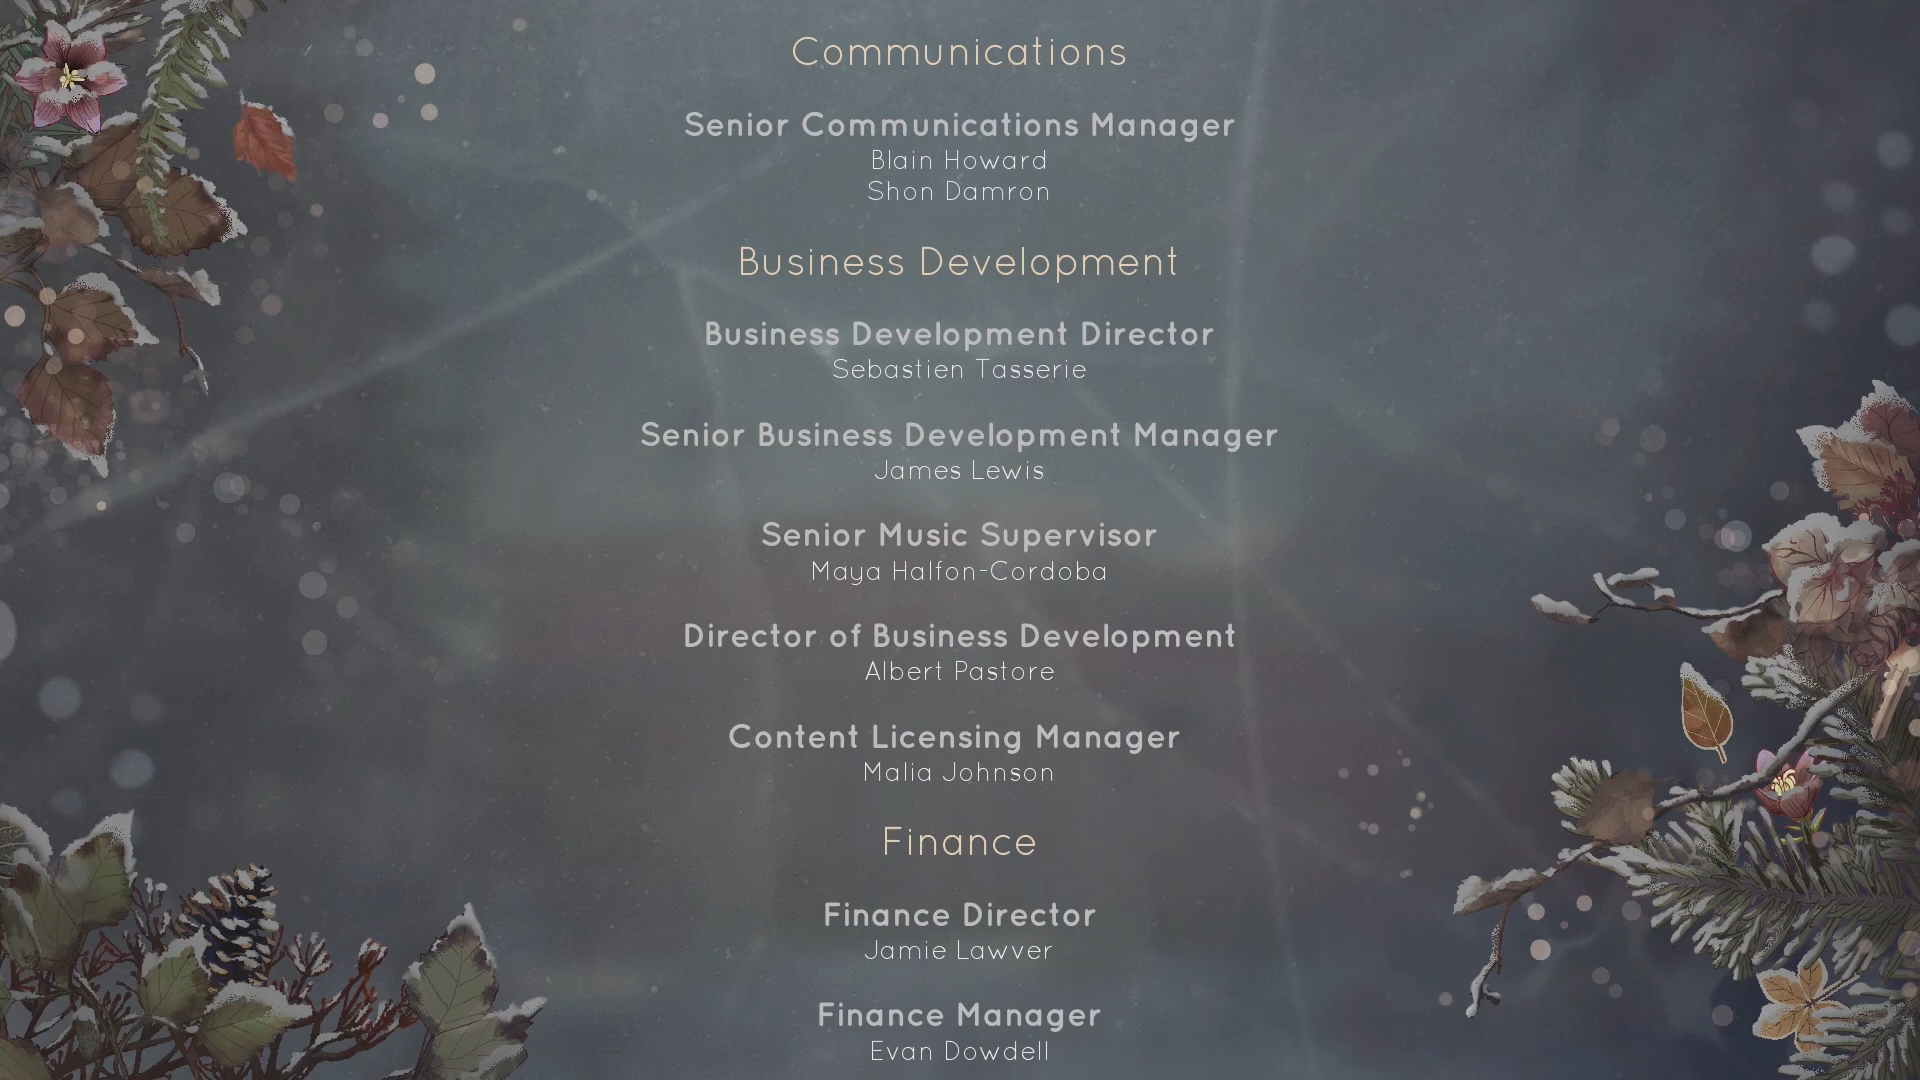 Communications
Senior Communications Manager
Blain Howard
Shon Damron
Business Development
Business Development Director
Sebastien Tasserie
Senior Business Development Manager
James Lewis
Senior Music Supervisor
Maya Halfon-Cordoba
Director of Business Development
Albert Pastore
Content Licensing Manager
Malia Johnson
Finance
Finance Director
Jamie Lawver
Finance Manager
Evan Dowdell